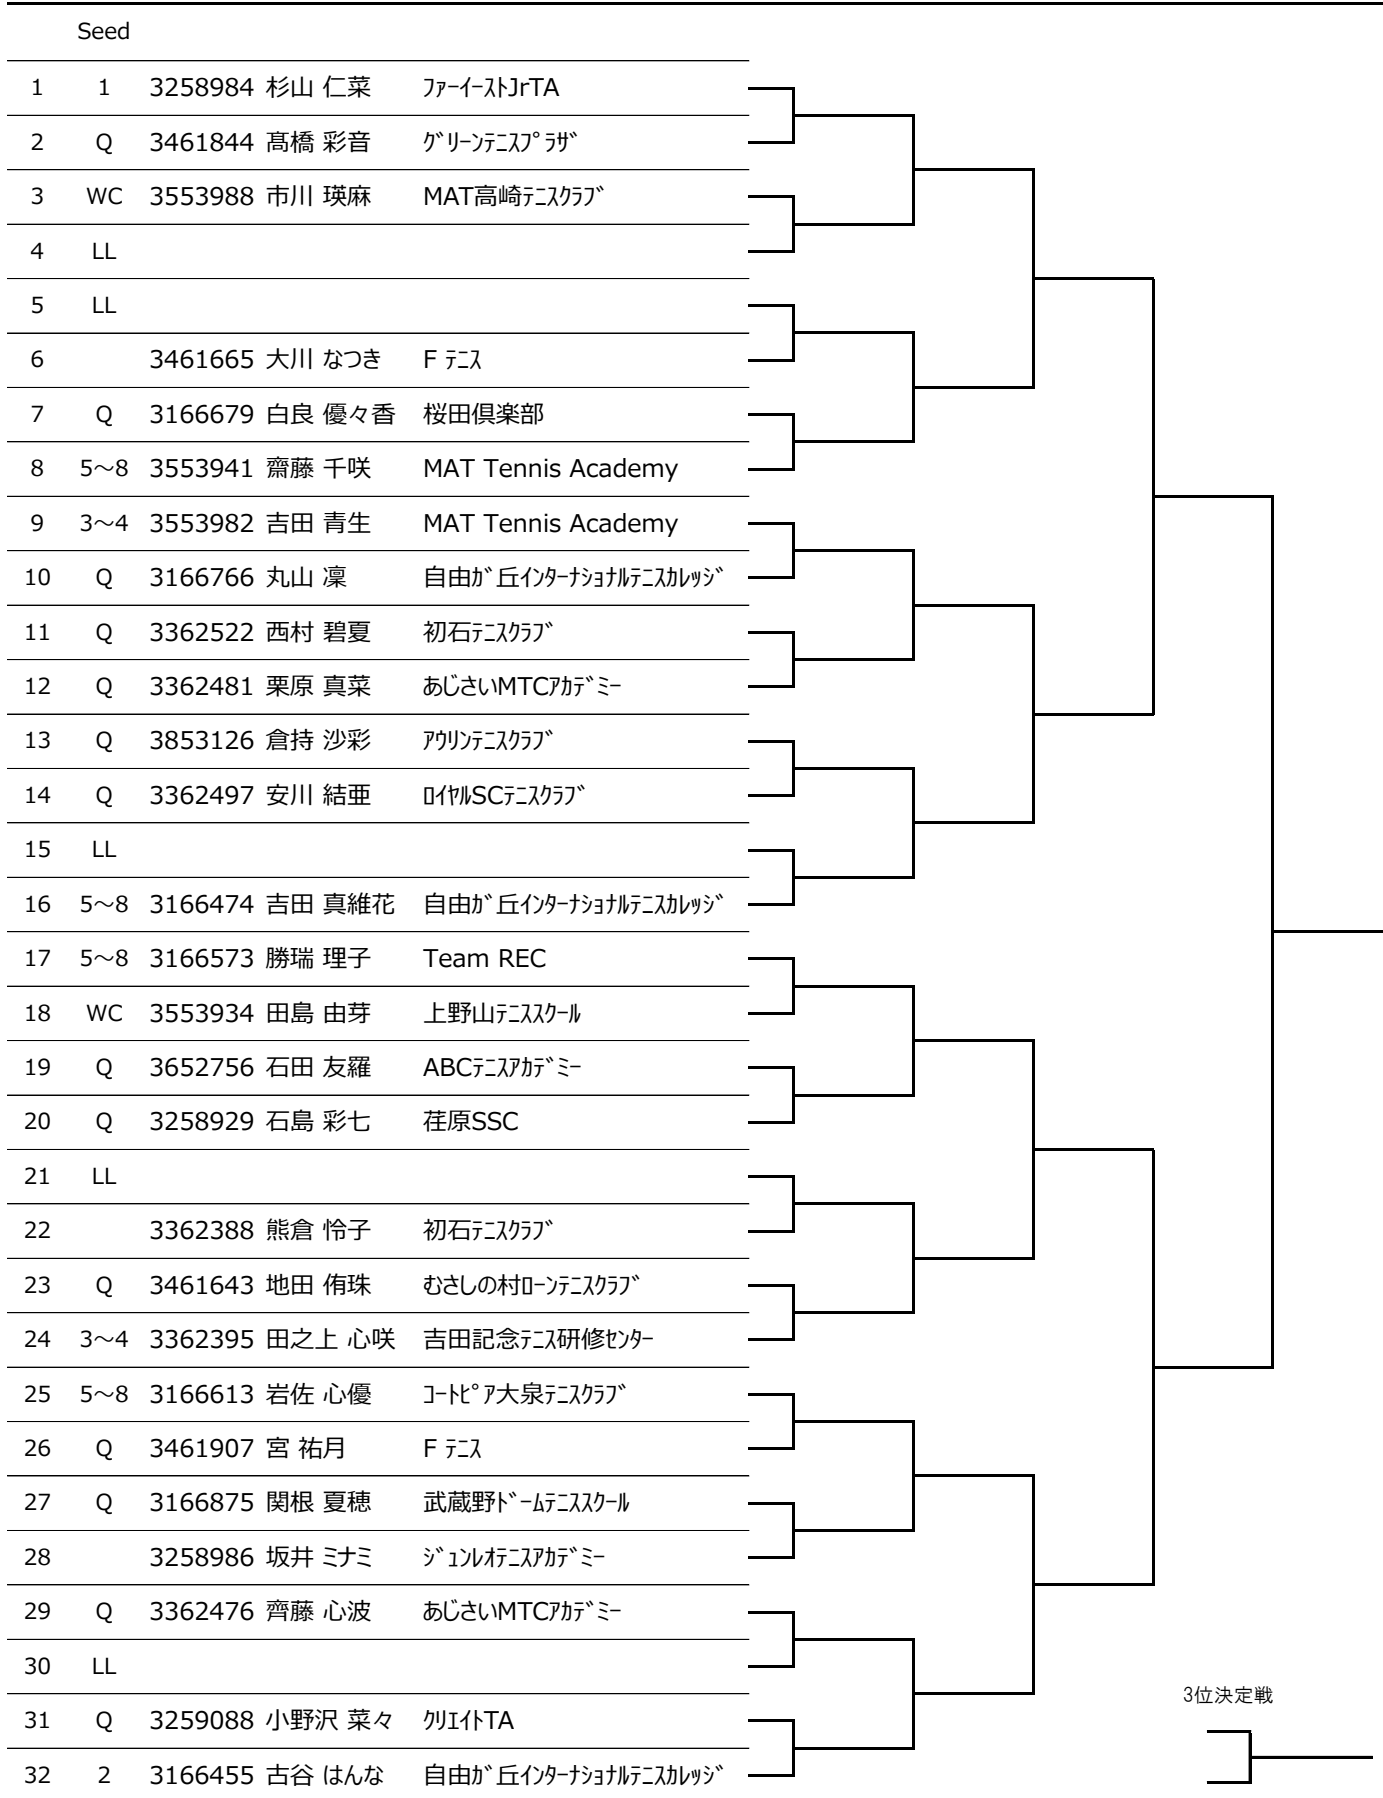 Seed
1 1 3258984 杉山 仁菜 ﾌｧｰｲｰｽﾄJrTA
2 Q 3461844 髙橋 彩音 ｸﾞﾘｰﾝﾃﾆｽﾌﾟﾗｻﾞ
3 WC 3553988 市川 瑛麻 MAT高崎ﾃﾆｽｸﾗﾌﾞ
4 LL
5 LL
6 3461665 大川 なつき F ﾃﾆｽ
7 Q 3166679 白良 優々香 桜田倶楽部
8 5～8 3553941 齋藤 千咲 MAT Tennis Academy
9 3～4 3553982 吉田 青生 MAT Tennis Academy
10 Q 3166766 丸山 凜 自由が丘ｲﾝﾀｰﾅｼｮﾅﾙﾃﾆｽｶﾚｯｼﾞ
11 Q 3362522 西村 碧夏 初石ﾃﾆｽｸﾗﾌﾞ
12 Q 3362481 栗原 真菜 あじさいMTCｱｶﾃﾞﾐｰ
13 Q 3853126 倉持 沙彩 ｱｳﾘﾝﾃﾆｽｸﾗﾌﾞ
14 Q 3362497 安川 結亜 ﾛｲﾔﾙSCﾃﾆｽｸﾗﾌﾞ
15 LL
16 5～8 3166474 吉田 真維花 自由が丘ｲﾝﾀｰﾅｼｮﾅﾙﾃﾆｽｶﾚｯｼﾞ
17 5～8 3166573 勝瑞 理子 Team REC
18 WC 3553934 田島 由芽 上野山ﾃﾆｽｽｸｰﾙ
19 Q 3652756 石田 友羅 ABCﾃﾆｽｱｶﾃﾞﾐｰ
20 Q 3258929 石島 彩七 荏原SSC
21 LL
22 3362388 熊倉 怜子 初石ﾃﾆｽｸﾗﾌﾞ
23 Q 3461643 地田 侑珠 むさしの村ﾛｰﾝﾃﾆｽｸﾗﾌﾞ
24 3～4 3362395 田之上 心咲 吉田記念ﾃﾆｽ研修ｾﾝﾀｰ
25 5～8 3166613 岩佐 心優 ｺｰﾄﾋﾟｱ大泉ﾃﾆｽｸﾗﾌﾞ
26 Q 3461907 宮 祐月 F ﾃﾆｽ
27 Q 3166875 関根 夏穂 武蔵野ﾄﾞｰﾑﾃﾆｽｽｸｰﾙ
28 3258986 坂井 ミナミ ｼﾞｭﾝﾚｵﾃﾆｽｱｶﾃﾞﾐｰ
29 Q 3362476 齊藤 心波 あじさいMTCｱｶﾃﾞﾐｰ
30 LL
3位決定戦
31 Q 3259088 小野沢 菜々 ｸﾘｴｲﾄTA
32 2 3166455 古谷 はんな 自由が丘ｲﾝﾀｰﾅｼｮﾅﾙﾃﾆｽｶﾚｯｼﾞ